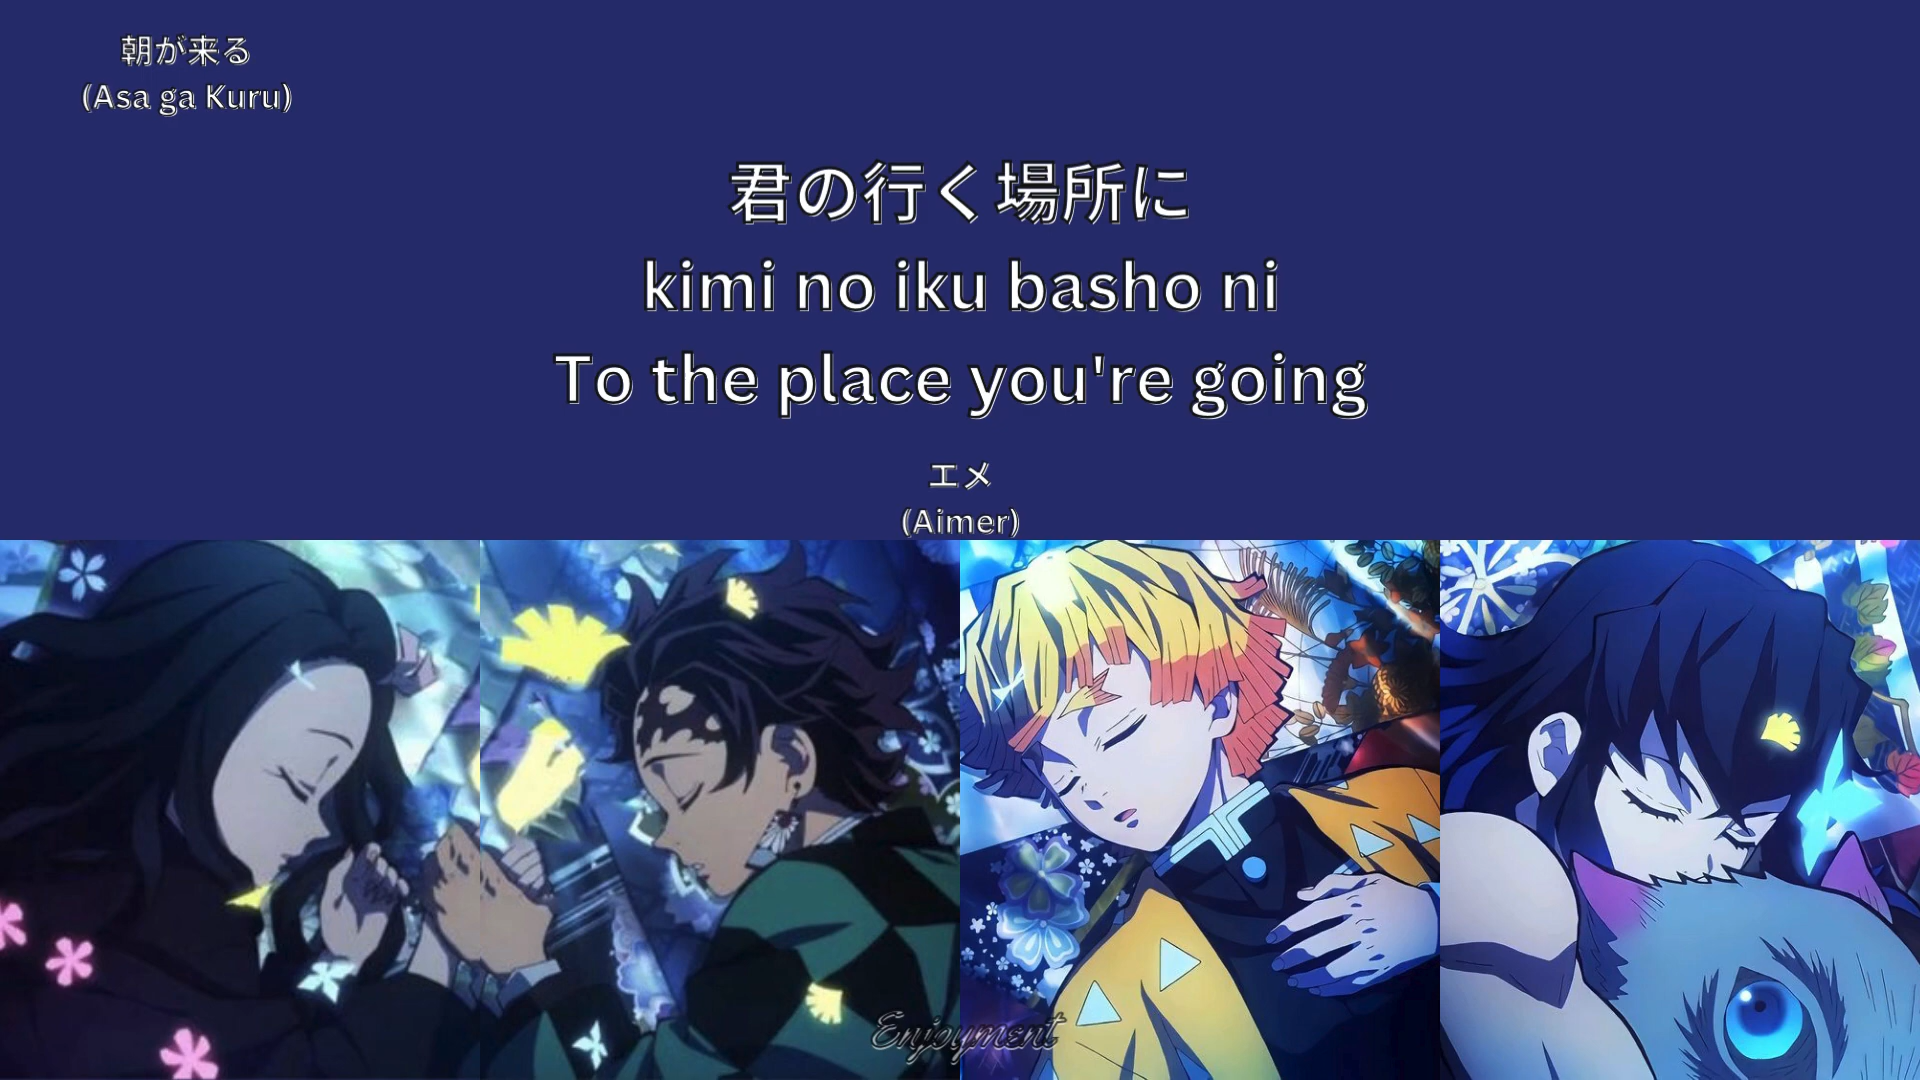 朝が来る
(Asa ga Kuru)
君の行く場所に
kimi no iku basho ni
To the place you're going
エメ
(Aimer)
Enjoyment